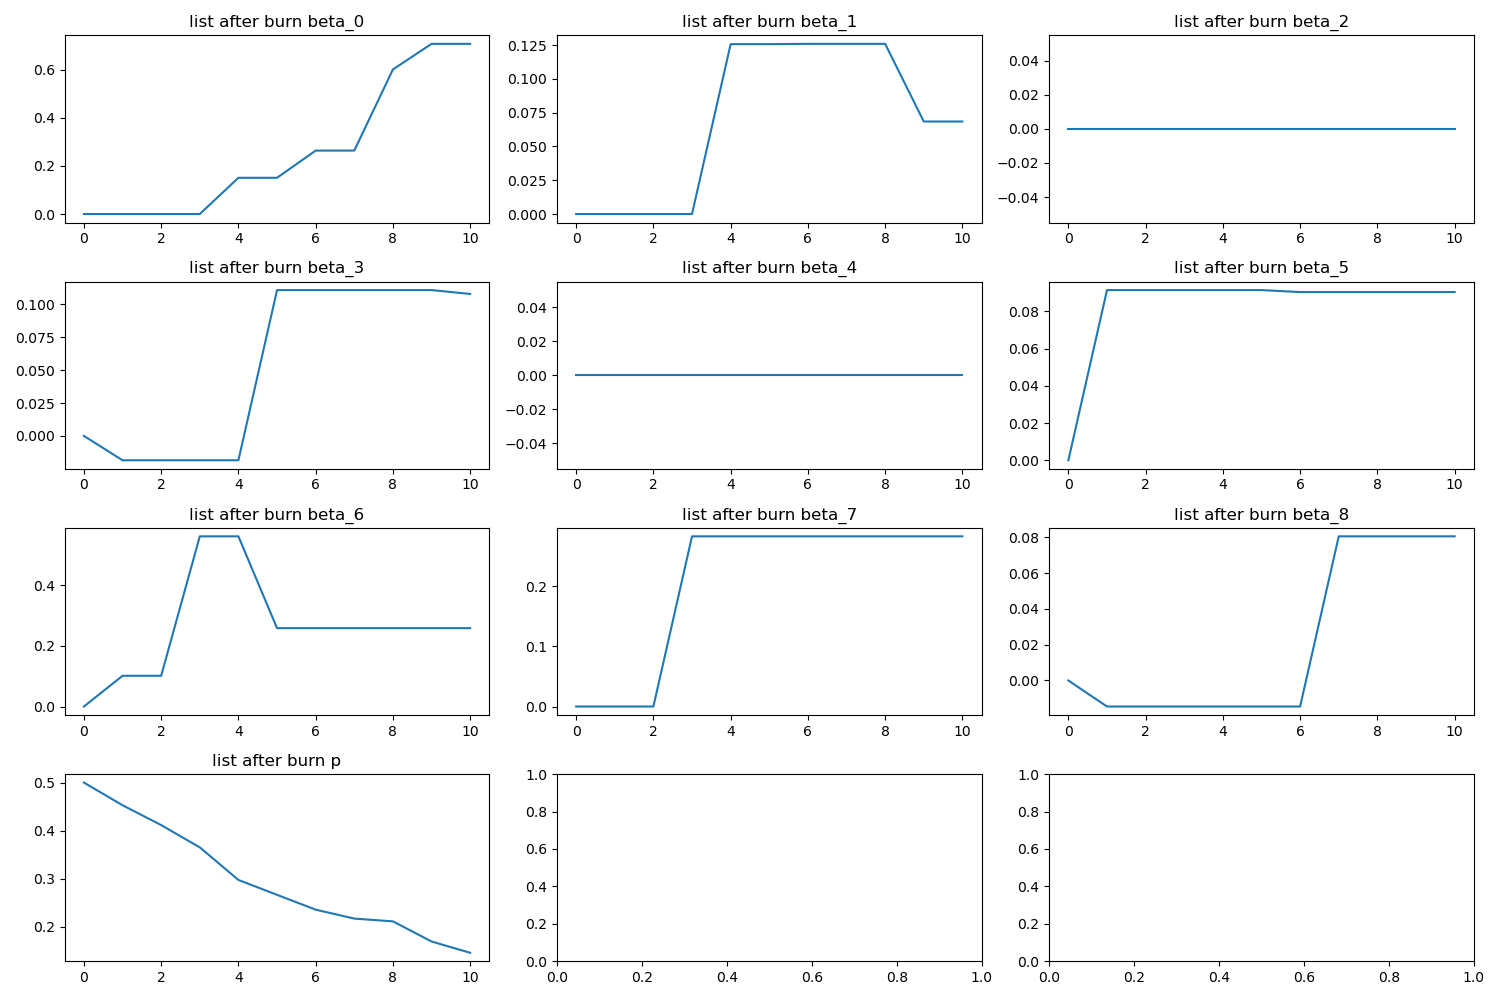 list after burn beta_0
list after burn beta_1
list after burn beta_2
0.6
0.4
0.2
0.0
0 2 4 6 8 10
0.125
0.100
0.075
0.050
0.025
0.000
0 2 4 6 8 10
0.04
0.02
0.00
−0.02
−0.04
0 2 4 6 8 10
list after burn beta_3
list after burn beta_4
list after burn beta_5
0.100
0.075
0.050
0.025
0.000
0 2 4 6 8 10
0.04
0.02
0.00
−0.02
−0.04
0 2 4 6 8 10
0.08
0.06
0.04
0.02
0.00
0 2 4 6 8 10
list after burn beta_6
list after burn beta_7
list after burn beta_8
0.4
0.2
0.0
0 2 4 6 8 10
0.2
0.1
0.0
0 2 4 6 8 10
0.08
0.06
0.04
0.02
0.00
0 2 4 6 8 10
list after burn p
0.5
0.4
0.3
0.2
0 2 4 6 8 10
1.0
0.8
0.6
0.4
0.2
0.0
0.0 0.2 0.4 0.6 0.8 1.0
1.0
0.8
0.6
0.4
0.2
0.0
0.0 0.2 0.4 0.6 0.8 1.0